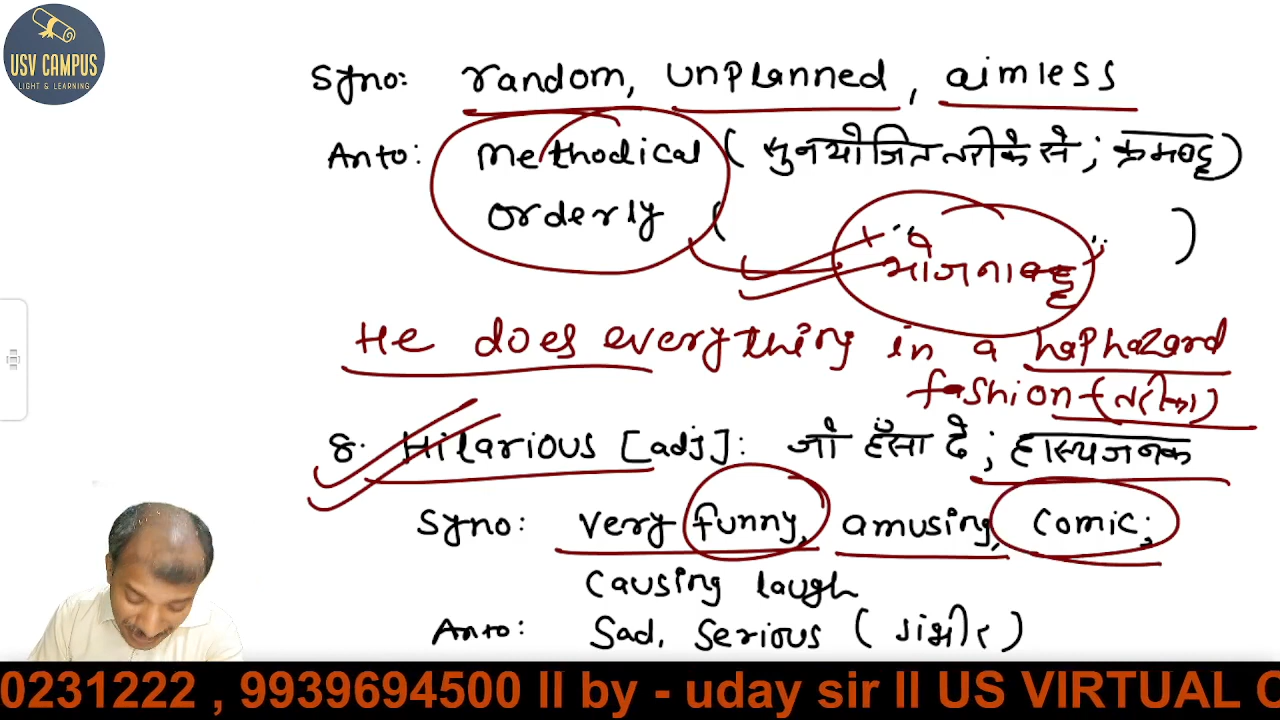 USV CAMPUS
LIGHT & LEARNING
Syno: random, unplanned, aimless
Anto: Methodical ( सुनयोजित तरीके से; क्रमबद्ध )
Orderly ( )
योजनाबद्ध
He does everything in a haphazard
fashion (तरीका)
8. Hilarious [adj]: जो हँसा दे; हास्यजनक
Syno: very funny, amusing, comic;
causing laugh
Anto: Sad, Serious ( गंभीर )
0231222 , 9939694500 ll by - uday sir ll US VIRTUAL C